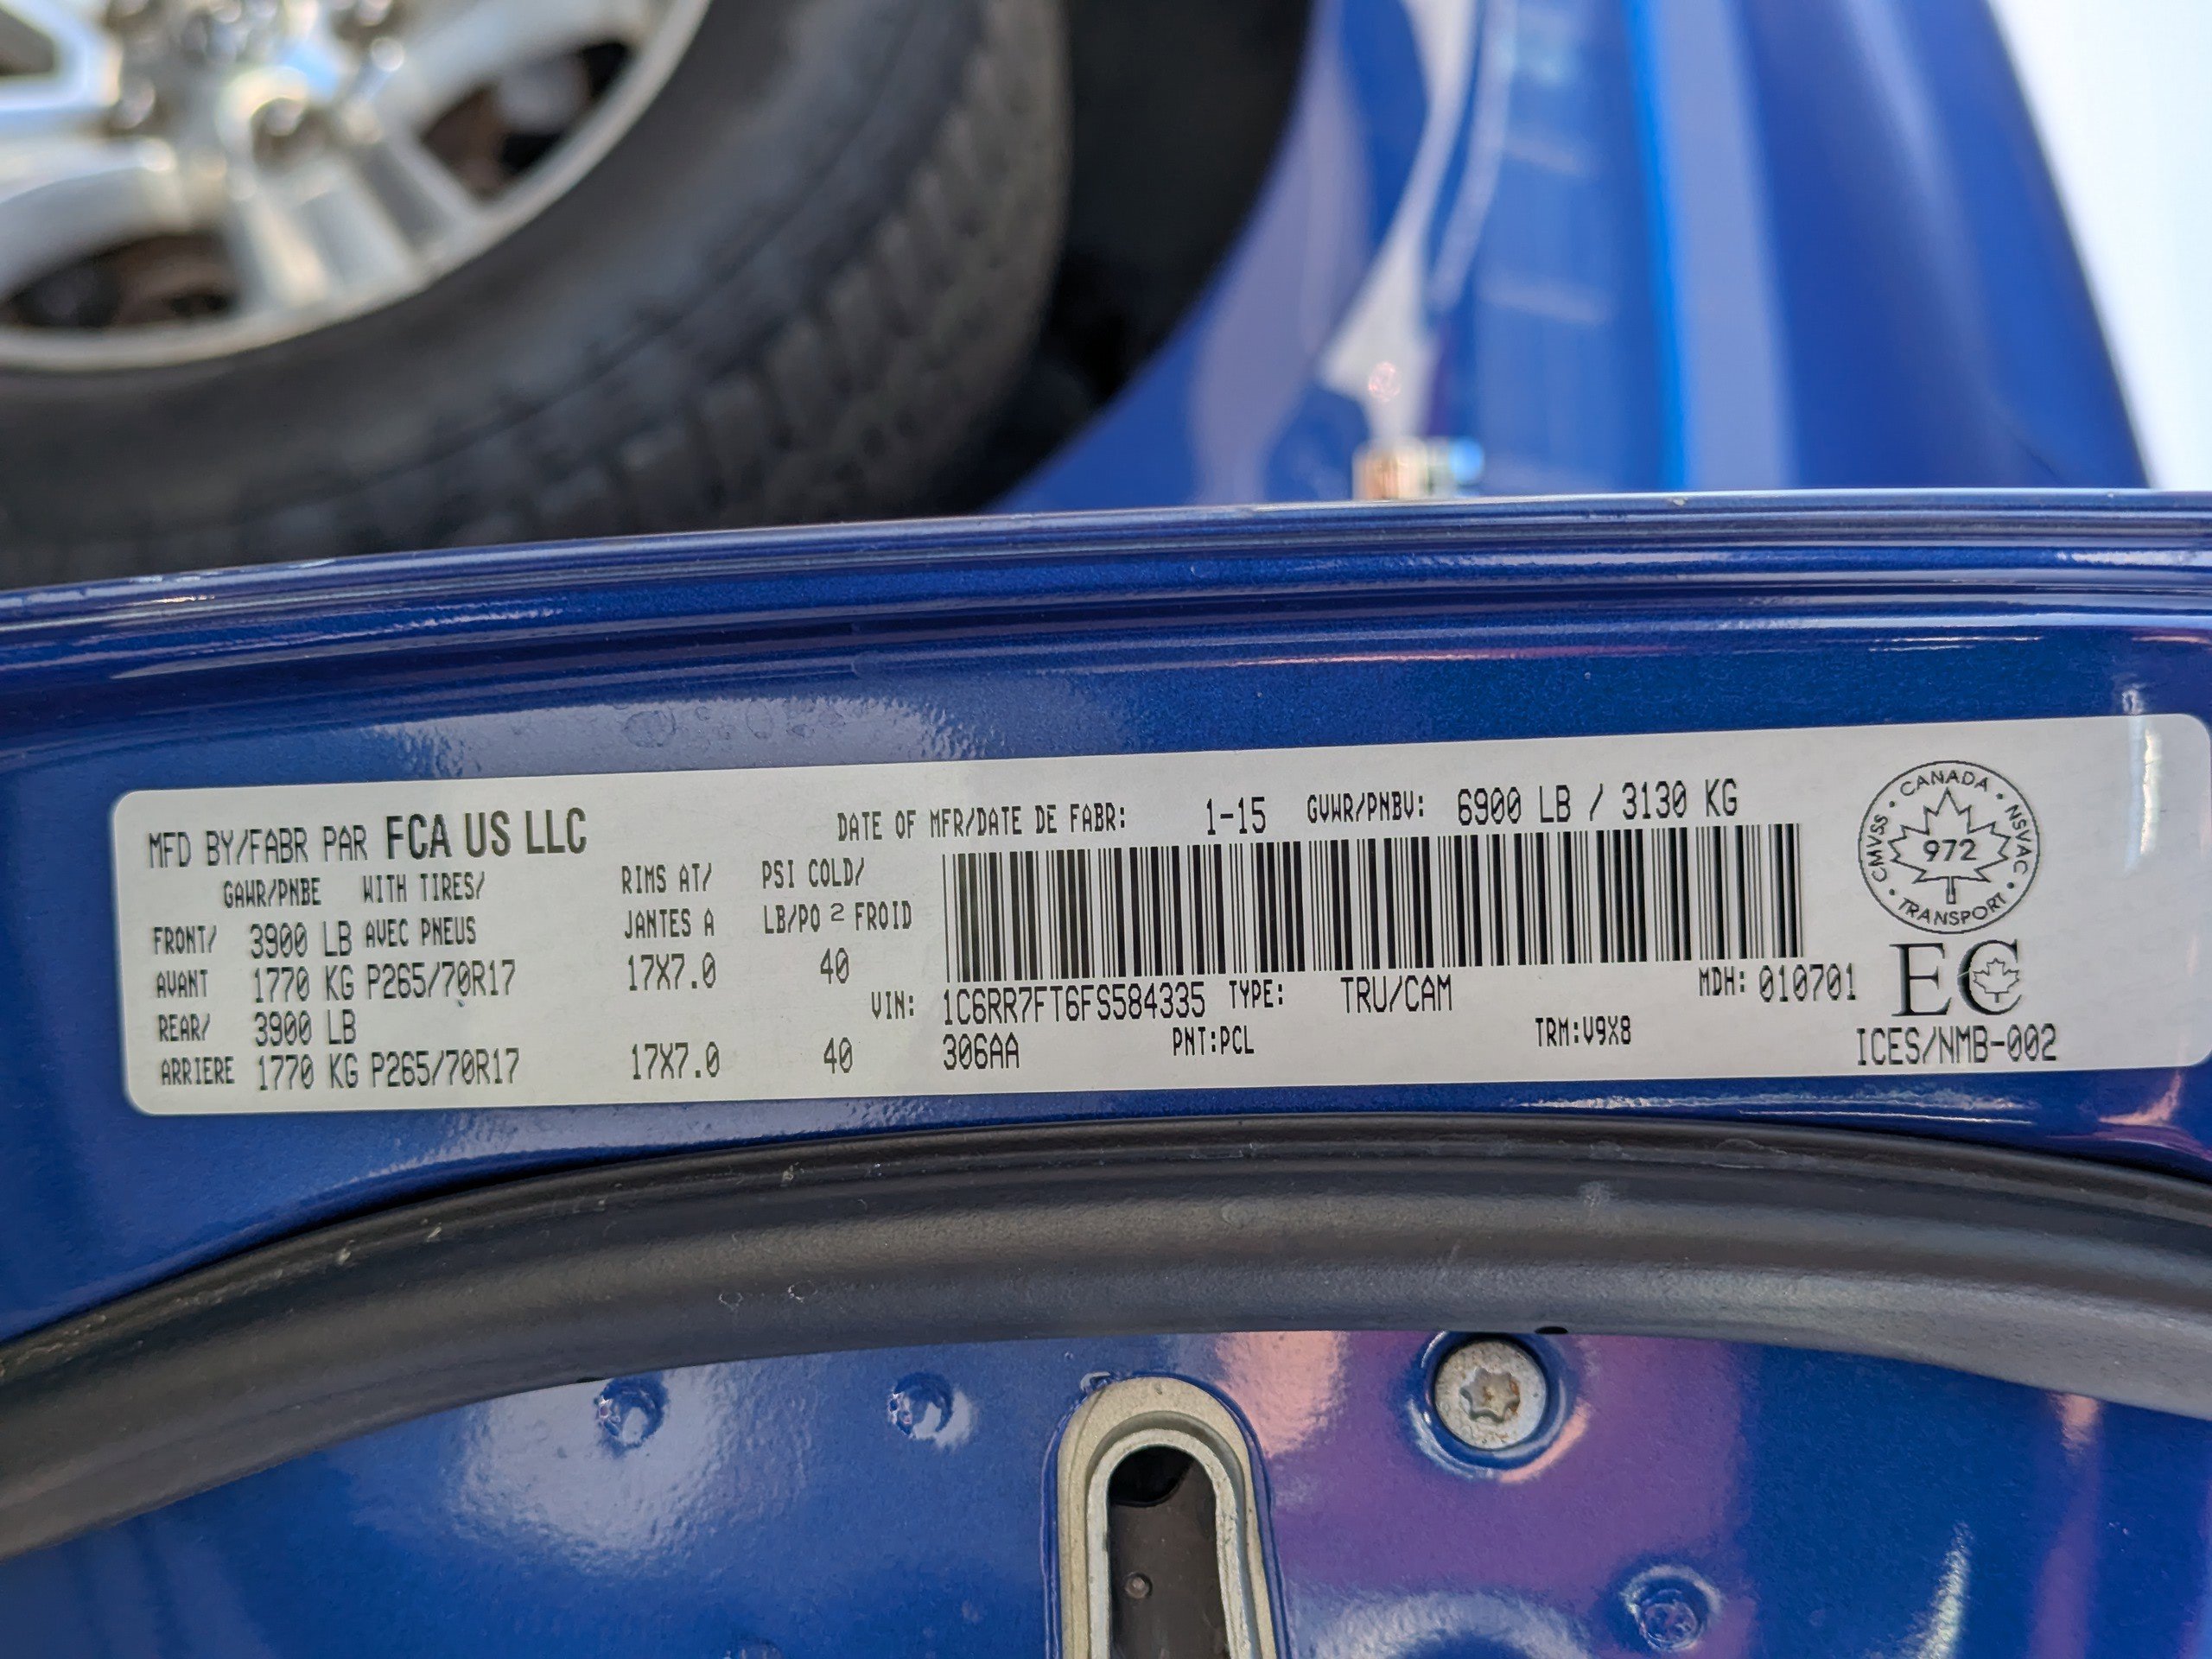 MFD BY/FABR PAR FCA US LLC
DATE OF MFR/DATE DE FABR: 1-15 GVWR/PNBV: 6900 LB / 3130 KG
GAWR/PNBE WITH TIRES/ RIMS AT/ PSI COLD/
FRONT/ 3900 LB AVEC PNEUS JANTES A LB/PO 2 FROID
AVANT 1770 KG P265/70R17 17X7.0 40
REAR/ 3900 LB
ARRIERE 1770 KG P265/70R17 17X7.0 40
VIN: 1C6RR7FT6FS584335 TYPE: TRU/CAM MDH: 010701
306AA PNT:PCL TRM:V9X8
CANADA • NSVAC • TRANSPORT • CMVSS •
972
EC
ICES/NMB-002